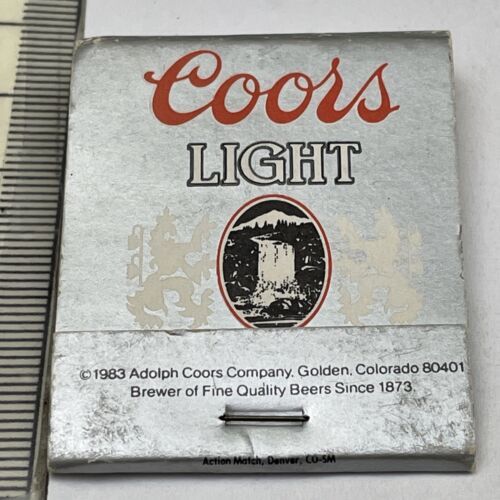 Coors
LIGHT
©1983 Adolph Coors Company, Golden, Colorado 80401
Brewer of Fine Quality Beers Since 1873
Action Match, Denver, CO-SM